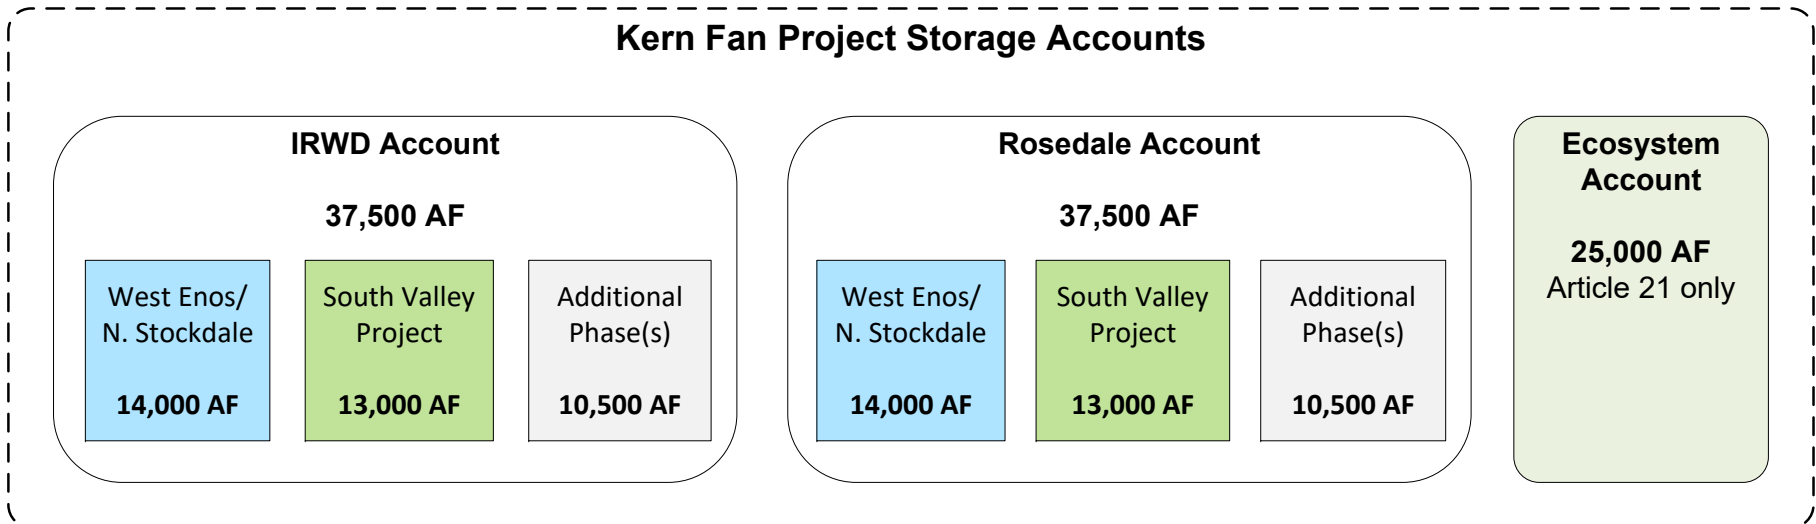 Kern Fan Project Storage Accounts
IRWD Account
37,500 AF
West Enos/
N. Stockdale
14,000 AF
South Valley
Project
13,000 AF
Additional
Phase(s)
10,500 AF
Rosedale Account
37,500 AF
West Enos/
N. Stockdale
14,000 AF
South Valley
Project
13,000 AF
Additional
Phase(s)
10,500 AF
Ecosystem
Account
25,000 AF
Article 21 only